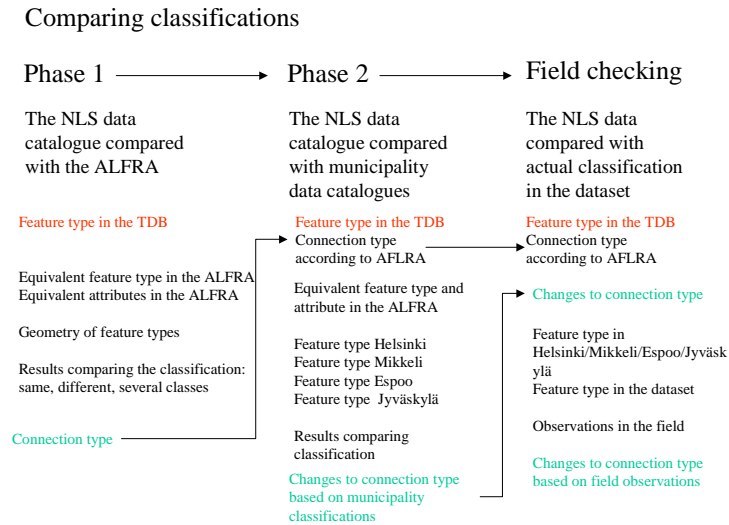 Comparing classifications
Phase 1
The NLS data
catalogue compared
with the ALFRA
Feature type in the TDB
Equivalent feature type in the ALFRA
Equivalent attributes in the ALFRA
Geometry of feature types
Results comparing the classification:
same, different, several classes
Connection type
Phase 2
The NLS data
catalogue compared
with municipality
data catalogues
Feature type in the TDB
Connection type
according to AFLRA
Equivalent feature type and
attribute in the ALFRA
Feature type Helsinki
Feature type Mikkeli
Feature type Espoo
Feature type Jyväskylä
Results comparing
classification
Changes to connection type
based on municipality
classifications
Field checking
The NLS data
compared with
actual classification
in the dataset
Feature type in the TDB
Connection type
according to AFLRA
Changes to connection type
Feature type in
Helsinki/Mikkeli/Espoo/Jyväsk
ylä
Feature type in the dataset
Observations in the field
Changes to connection type
based on field observations